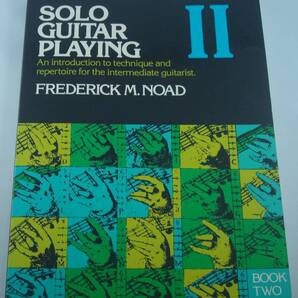 SOLO
GUITAR
PLAYING
II
An introduction to technique and
repertoire for the intermediate guitarist.
FREDERICK M. NOAD
BOOK
TWO